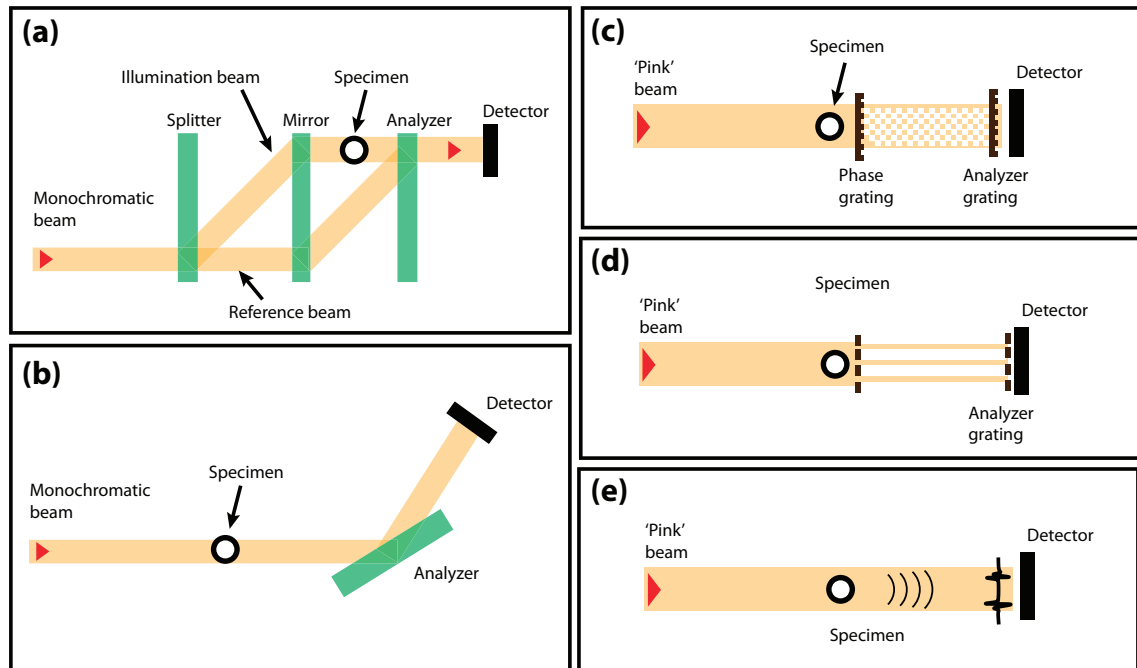 (a)
Illumination beam
Specimen
Detector
Splitter
Mirror
Analyzer
Monochromatic
beam
Reference beam
(b)
Detector
Specimen
Monochromatic
beam
Analyzer
(c)
Specimen
'Pink'
beam
Detector
Phase
grating
Analyzer
grating
(d)
Specimen
'Pink'
beam
Detector
Analyzer
grating
(e)
'Pink'
beam
Detector
Specimen